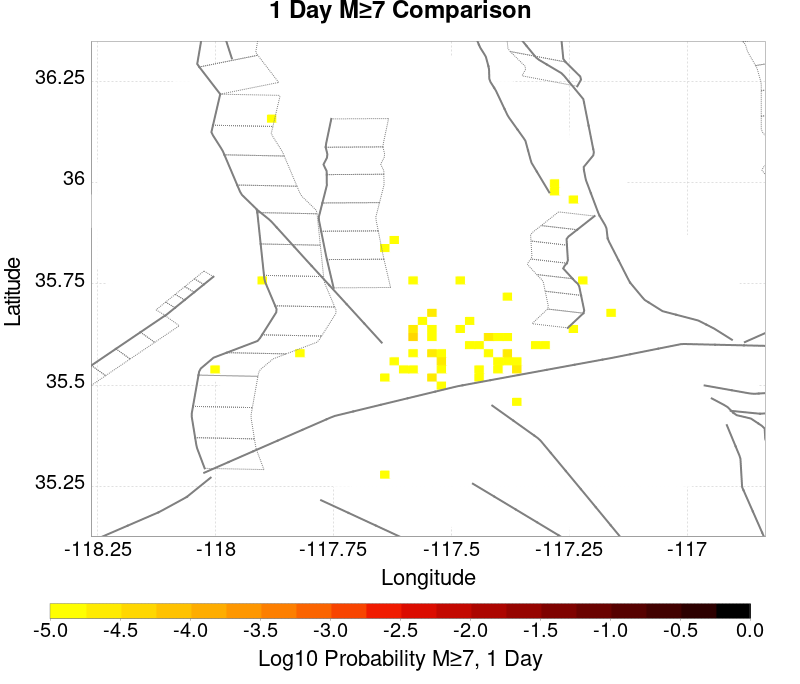 1 Day M≥7 Comparison
36.25
36
35.75
35.5
35.25
Latitude
-118.25 -118 -117.75 -117.5 -117.25 -117
Longitude
-5.0 -4.5 -4.0 -3.5 -3.0 -2.5 -2.0 -1.5 -1.0 -0.5 0.0
Log10 Probability M≥7, 1 Day